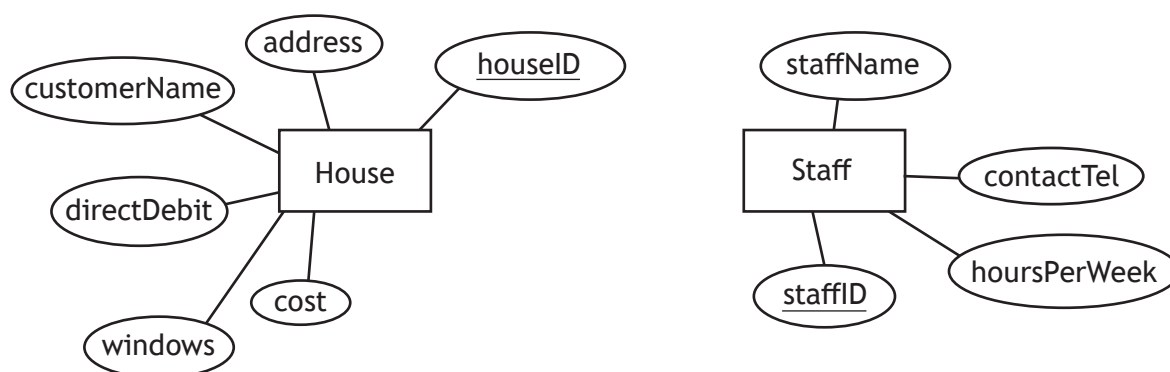 address
houseID
customerName
House
directDebit
cost
windows
staffName
Staff
contactTel
hoursPerWeek
staffID